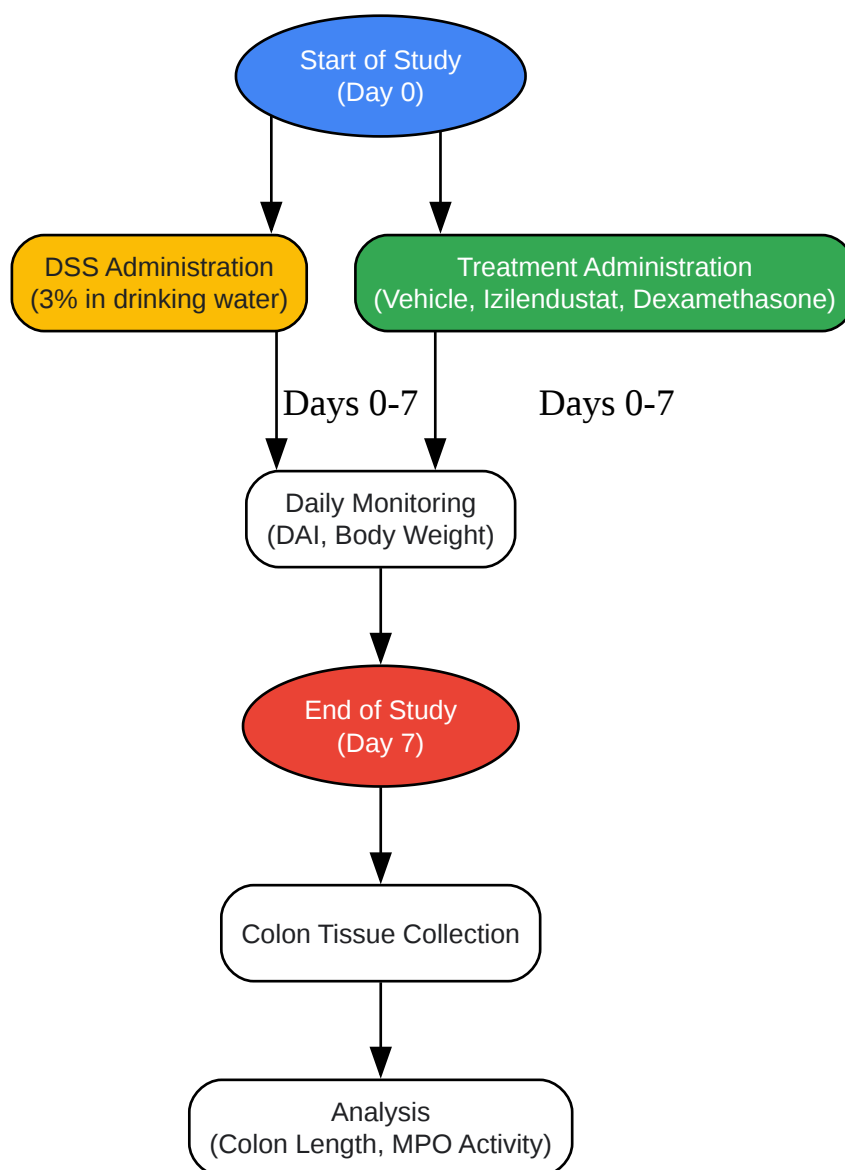 Start of Study
(Day 0)
DSS Administration
(3% in drinking water)
Treatment Administration
(Vehicle, Izilendustat, Dexamethasone)
Days 0-7
Days 0-7
Daily Monitoring
(DAI, Body Weight)
End of Study
(Day 7)
Colon Tissue Collection
Analysis
(Colon Length, MPO Activity)